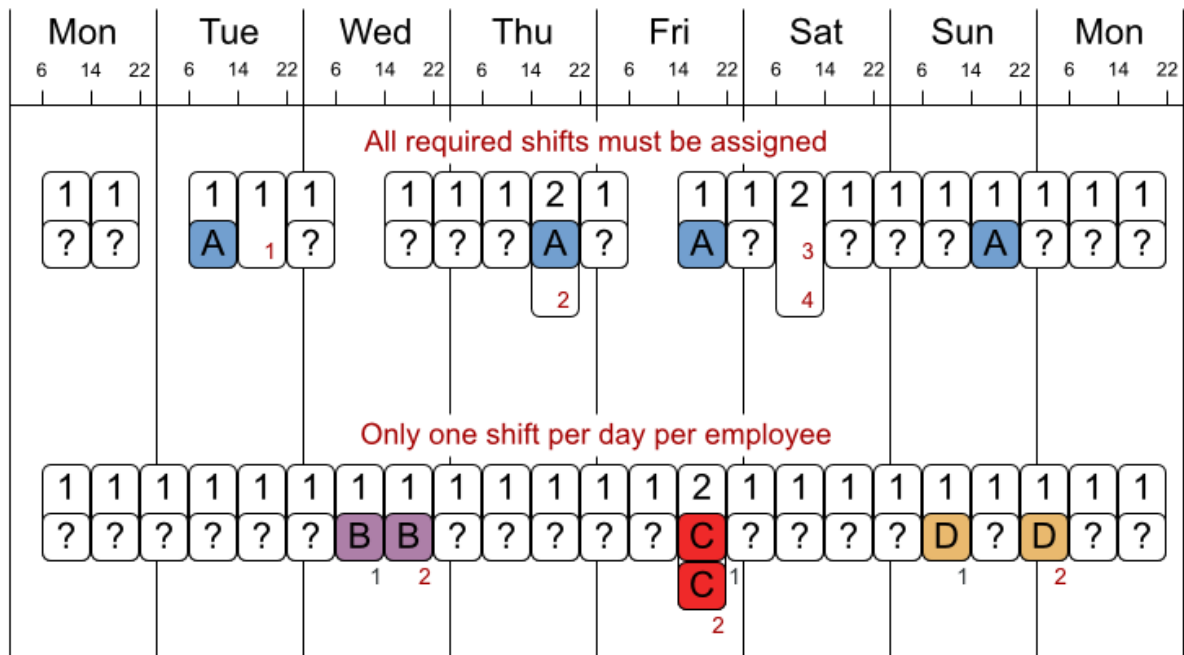 Mon Tue Wed Thu Fri Sat Sun Mon
6 14 22 6 14 22 6 14 22 6 14 22 6 14 22 6 14 22 6 14 22 6 14 22
All required shifts must be assigned
1 1 1 1 1 1 1 1 2 1 1 1 2 1 1 1 1 1 1 1
? ? A 1 ? ? ? ? A ? A ? 3 ? ? ? A ? ? ?
2 4
Only one shift per day per employee
1 1 1 1 1 1 1 1 1 1 1 1 1 2 1 1 1 1 1 1 1 1 1
? ? ? ? ? ? B B ? ? ? ? ? C ? ? ? ? D ? D ? ?
1 2 C 1 1 2
2